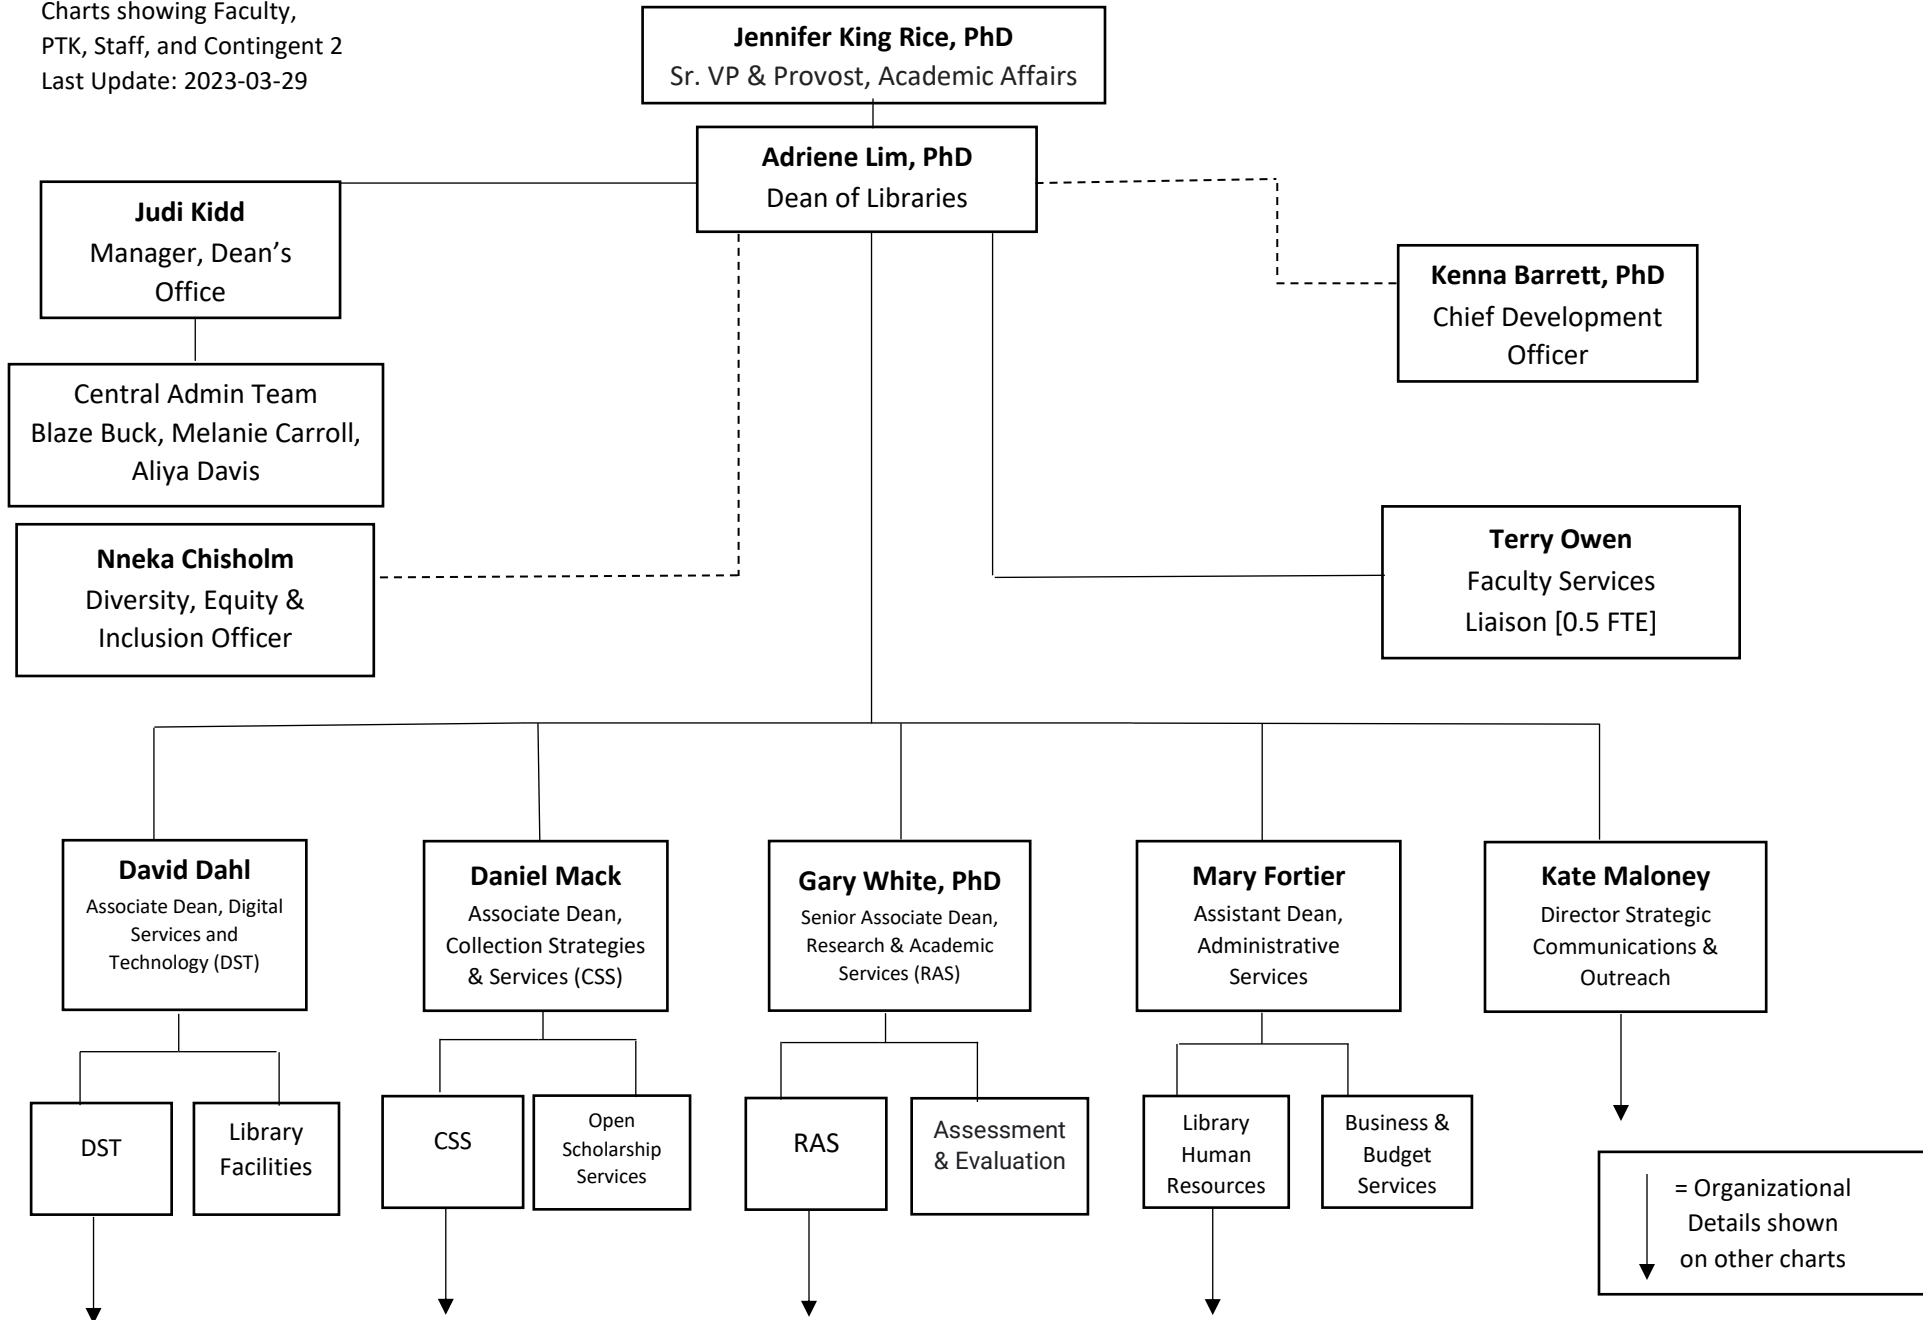 Charts showing Faculty,
PTK, Staff, and Contingent 2
Last Update: 2023-03-29
Jennifer King Rice, PhD
Sr. VP & Provost, Academic Affairs
Adriene Lim, PhD
Dean of Libraries
Judi Kidd
Manager, Dean’s
Office
Kenna Barrett, PhD
Chief Development
Officer
Central Admin Team
Blaze Buck, Melanie Carroll,
Aliya Davis
Nneka Chisholm
Diversity, Equity &
Inclusion Officer
Terry Owen
Faculty Services
Liaison [0.5 FTE]
David Dahl
Associate Dean, Digital
Services and
Technology (DST)
Daniel Mack
Associate Dean,
Collection Strategies
& Services (CSS)
Gary White, PhD
Senior Associate Dean,
Research & Academic
Services (RAS)
Mary Fortier
Assistant Dean,
Administrative
Services
Kate Maloney
Director Strategic
Communications &
Outreach
DST
Library
Facilities
CSS
Open
Scholarship
Services
RAS
Assessment
& Evaluation
Library
Human
Resources
Business &
Budget
Services
= Organizational
Details shown
on other charts